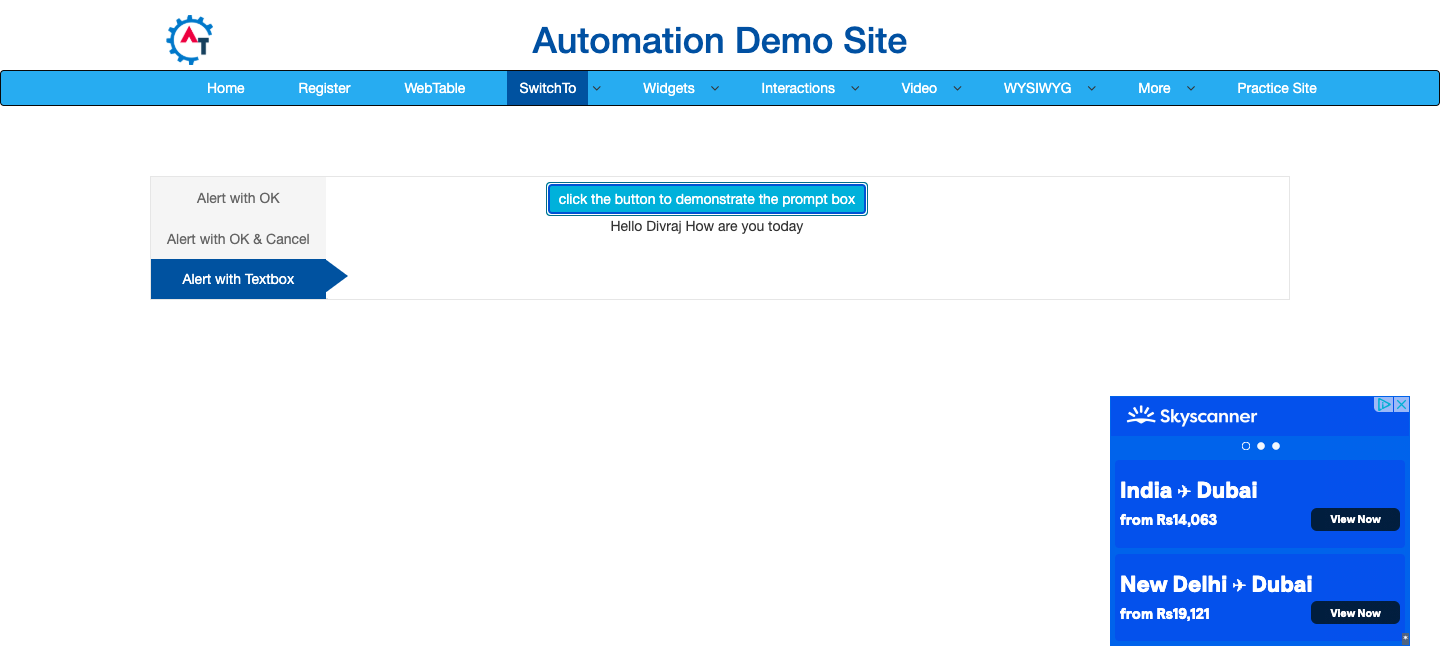 AT
Automation Demo Site
Home Register WebTable SwitchTo Widgets Interactions Video WYSIWYG More Practice Site
Alert with OK
Alert with OK & Cancel
Alert with Textbox
click the button to demonstrate the prompt box
Hello Divraj How are you today
Skyscanner
India ✈ Dubai
from Rs14,063
View Now
New Delhi ✈ Dubai
from Rs19,121
View Now